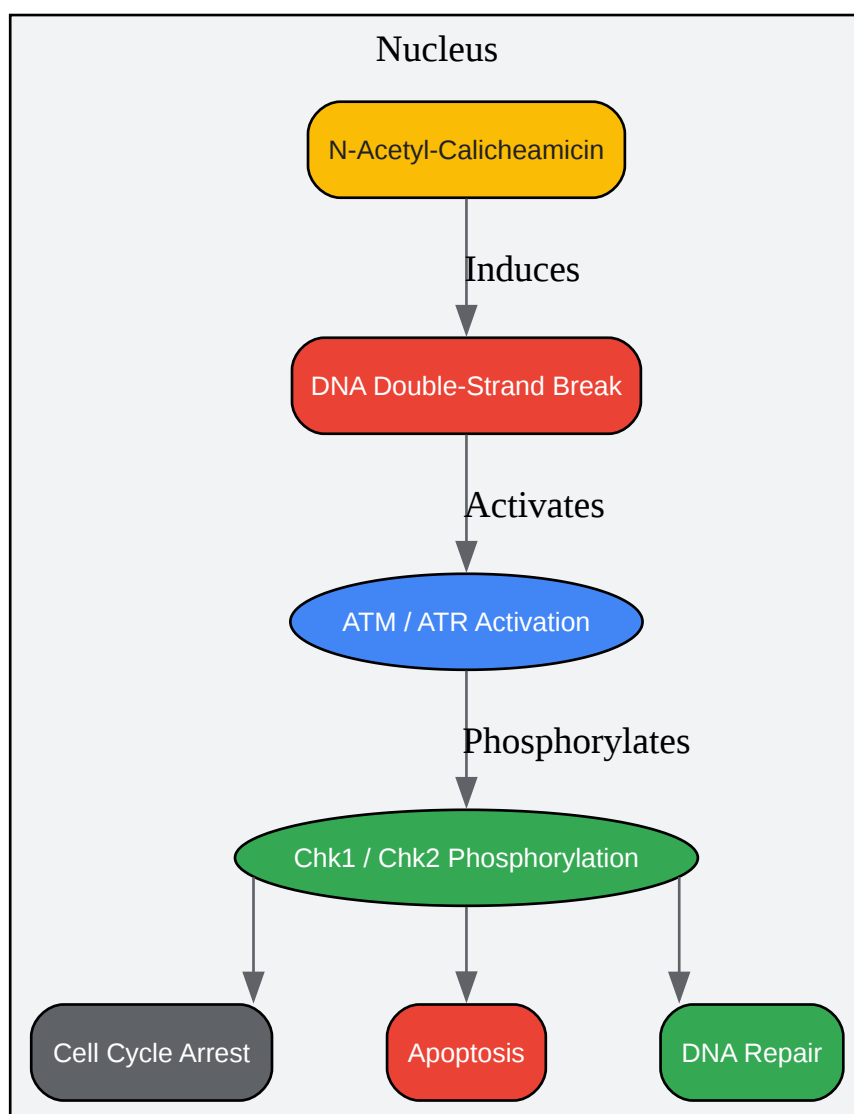 Nucleus
N-Acetyl-Calicheamicin
Induces
DNA Double-Strand Break
Activates
ATM / ATR Activation
Phosphorylates
Chk1 / Chk2 Phosphorylation
Cell Cycle Arrest
Apoptosis
DNA Repair